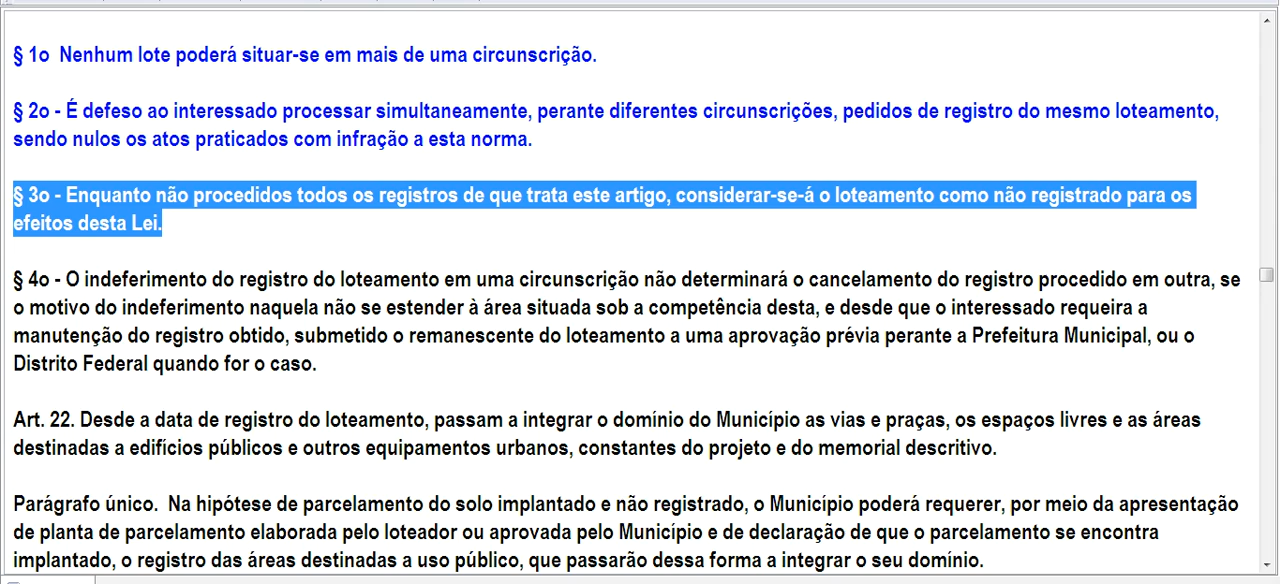 § 1o  Nenhum lote poderá situar-se em mais de uma circunscrição.
§ 2o - É defeso ao interessado processar simultaneamente, perante diferentes circunscrições, pedidos de registro do mesmo loteamento,
sendo nulos os atos praticados com infração a esta norma.
§ 3o - Enquanto não procedidos todos os registros de que trata este artigo, considerar-se-á o loteamento como não registrado para os
efeitos desta Lei.
§ 4o - O indeferimento do registro do loteamento em uma circunscrição não determinará o cancelamento do registro procedido em outra, se
o motivo do indeferimento naquela não se estender à área situada sob a competência desta, e desde que o interessado requeira a
manutenção do registro obtido, submetido o remanescente do loteamento a uma aprovação prévia perante a Prefeitura Municipal, ou o
Distrito Federal quando for o caso.
Art. 22. Desde a data de registro do loteamento, passam a integrar o domínio do Município as vias e praças, os espaços livres e as áreas
destinadas a edifícios públicos e outros equipamentos urbanos, constantes do projeto e do memorial descritivo.
Parágrafo único.  Na hipótese de parcelamento do solo implantado e não registrado, o Município poderá requerer, por meio da apresentação
de planta de parcelamento elaborada pelo loteador ou aprovada pelo Município e de declaração de que o parcelamento se encontra
implantado, o registro das áreas destinadas a uso público, que passarão dessa forma a integrar o seu domínio.